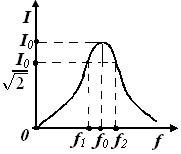 I
I₀
I₀
√2
0
f₁ f₀ f₂ f